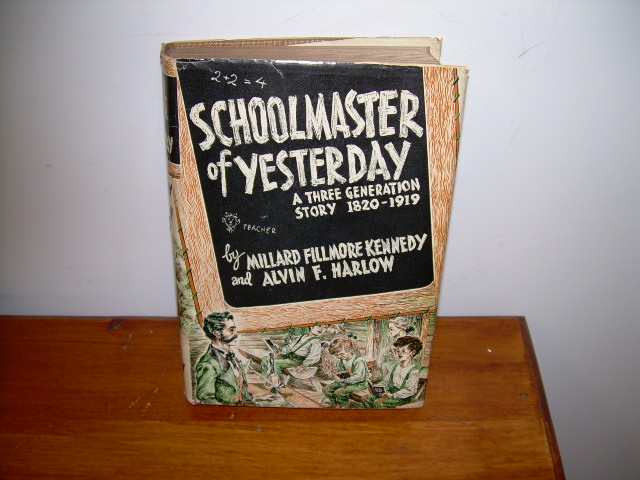 2+2=4
SCHOOLMASTER
of YESTERDAY
A THREE GENERATION
STORY 1820-1919
TEACHER
by MILLARD FILLMORE KENNEDY
and ALVIN F. HARLOW